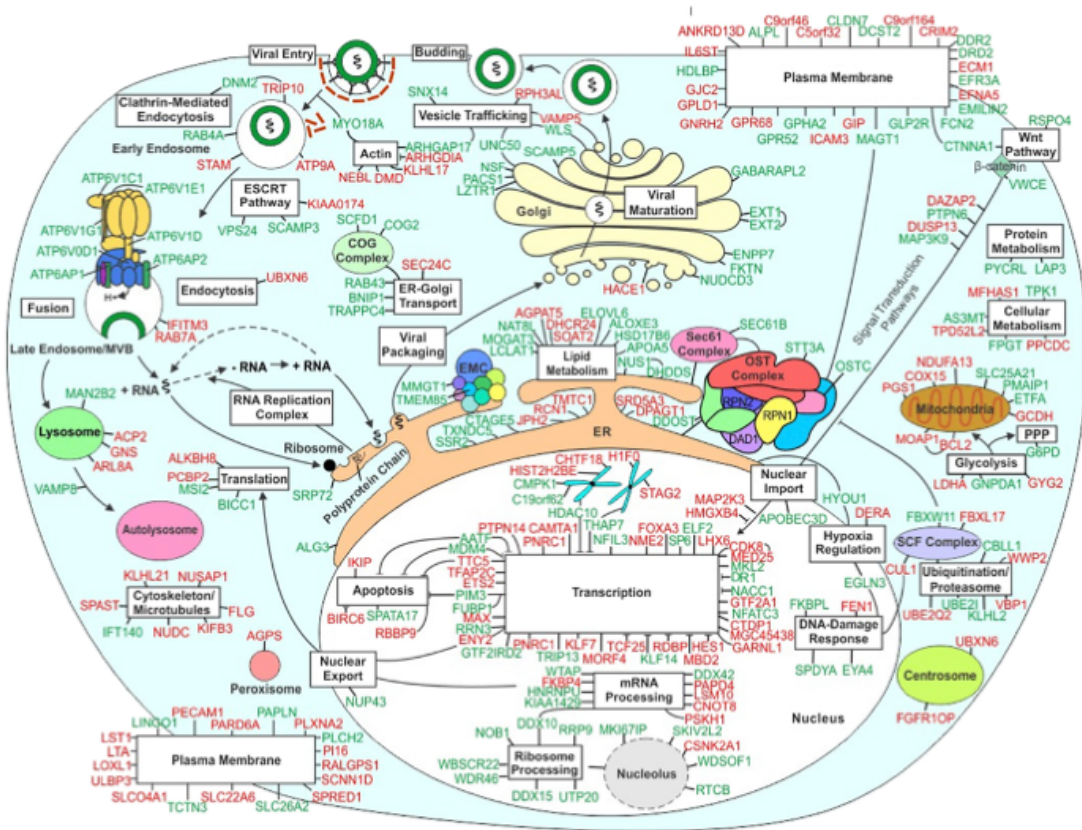 Viral Entry
Budding
DNM2
TRIP10
Clathrin-Mediated
Endocytosis
RAB4A
Early Endosome
STAM
ATP9A
MYO18A
Actin
ARHGAP17
ARHGDIA
KLHL17
NEBL
DMD
SNX14
RPH3AL
Vesicle Trafficking
VAMP5
WLS
UNC50
SCAMP5
NSF
PACS1
LZTR1
GABARAPL2
Golgi
Viral
Maturation
EXT1
EXT2
ENPP7
FKTN
NUDCD3
HACE1
ANKRD13D
ALPL
C9orf46
C5orf32
CLDN7
DCST2
C9orf164
CRIM2
IL6ST
HDLBP
GJC2
GPLD1
GNRH2
Plasma Membrane
DDR2
DRD2
ECM1
EFR3A
EFNA5
EMILIN2
FCN2
GPR68
GPR52
GPHA2
ICAM3
GIP
MAGT1
GLP2R
RSPO4
CTNNA1
Wnt
Pathway
β-catenin
VWCE
DAZAP2
PTPN6
DUSP13
MAP3K9
Signal Transduction
Pathways
Protein
Metabolism
PYCRL
LAP3
MFHAS1
TPK1
AS3MT
Cellular
Metabolism
TPD52L2
FPGT
PPCDC
ATP6V1C1
ATP6V1E1
ATP6V1G1
ATP6V1D
ATP6V0D1
ATP6AP2
ATP6AP1
H+
ESCRT
Pathway
KIAA0174
VPS24
SCAMP3
Endocytosis
UBXN6
SCFD1
COG2
COG
Complex
SEC24C
RAB43
BNIP1
TRAPPC4
ER-Golgi
Transport
Fusion
IFITM3
RAB7A
Late Endosome/MVB
+ RNA
- RNA
+ RNA
RNA Replication
Complex
Viral
Packaging
MMGT1
TMEM85
EMC
AGPAT5
ELOVL6
NAT8L
DHCR24
ALOXE3
MOGAT3
SOAT2
HSD17B6
LCLAT1
Lipid
Metabolism
APOA5
NUS1
DHDDS
Sec61
Complex
SEC61B
OST
Complex
STT3A
OSTC
RPN2
RPN1
DAD1
DDOST
CTAGE5
TXNDC5
SSR2
JPH2
RCN1
TMTC1
SRD5A3
DPAGT1
ER
MAN2B2
Lysosome
ACP2
GNS
ARL8A
VAMP8
Autolysosome
ALKBH8
PCBP2
MSI2
Translation
BICC1
Ribosome
SRP72
Polyprotein Chain
ALG3
NDUFA13
COX15
PGS1
SLC25A21
PMAIP1
ETFA
GCDH
Mitochondria
MOAP1
BCL2
PPP
G6PD
Glycolysis
LDHA
GNPDA1
GYG2
CHTF18
H1F0
HIST2H2BE
CMPK1
C19orf62
STAG2
HDAC10
THAP7
MAP2K3
HMGXB4
Nuclear
Import
APOBEC3D
HYOU1
DERA
Hypoxia
Regulation
EGLN3
FBXW11
FBXL17
SCF Complex
CUL1
CBLL1
WWP2
Ubiquitination/
Proteasome
UBE2Q2
UBE2I
KLHL2
VBP1
IKIP
Apoptosis
BIRC6
SPATA17
RBBP9
PTPN14
CAMTA1
PNRC1
NFIL3
FOXA3
NME2
ELF2
SP6
LHX6
AATF
MDM4
TTC5
TFAP2C
ETS2
PIM3
FUBP1
MAX
RRN3
ENY2
GTF2IRD2
Transcription
CDK8
MED25
MKL2
DR1
NACC1
GTF2A1
NFATC3
CTDP1
MGC45438
GARNL1
PNRC1
TRIP13
KLF7
MORF4
TCF25
KLF14
RDBP
HES1
MBD2
FKBPL
FEN1
DNA-Damage
Response
SPDYA
EYA4
KLHL21
NUSAP1
SPAST
Cytoskeleton/
Microtubules
FLG
IFT140
NUDC
KIFB3
AGPS
Peroxisome
Nuclear
Export
NUP43
WTAP
FKBP4
HNRNPU
KIAA1429
mRNA
Processing
DDX42
PAPD4
LSM10
CNOT8
PSKH1
Nucleus
UBXN6
Centrosome
FGFR1OP
NOB1
DDX10
RRP9
MKI67IP
SKIV2L2
CSNK2A1
WDSOF1
RTCB
WBSCR22
WDR46
Ribosome
Processing
DDX15
UTP20
Nucleolus
LINGO1
PECAM1
PARD6A
PAPLN
PLXNA2
LST1
LTA
LOXL1
ULBP3
Plasma Membrane
PLCH2
PI16
RALGPS1
SCNN1D
SPRED1
SLCO4A1
TCTN3
SLC22A6
SLC26A2